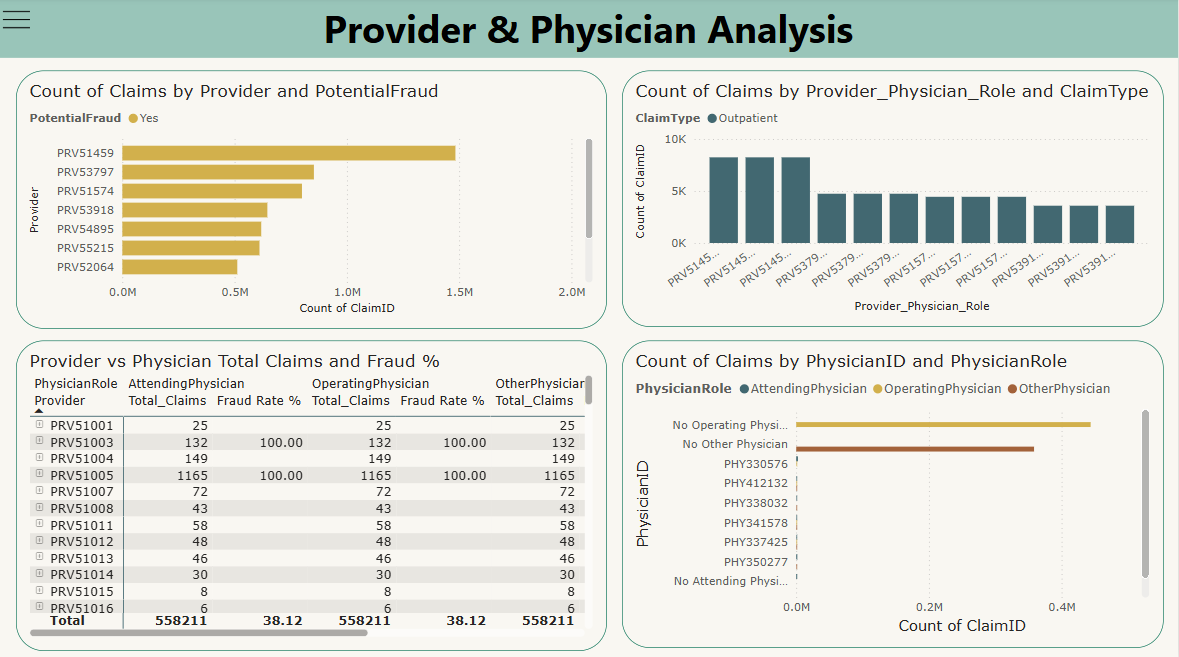 Provider & Physician Analysis
Count of Claims by Provider and PotentialFraud
PotentialFraud Yes
Provider
PRV51459
PRV53797
PRV51574
PRV53918
PRV54895
PRV55215
PRV52064
0.0M 0.5M 1.0M 1.5M 2.0M
Count of ClaimID
Count of Claims by Provider_Physician_Role and ClaimType
ClaimType Outpatient
Count of ClaimID
10K
5K
0K
PRV5145... PRV5145... PRV5145... PRV5379... PRV5379... PRV5379... PRV5157... PRV5157... PRV5157... PRV5391... PRV5391... PRV5391...
Provider_Physician_Role
Provider vs Physician Total Claims and Fraud %
PhysicianRole AttendingPhysician OperatingPhysician OtherPhysician
Provider Total_Claims Fraud Rate % Total_Claims Fraud Rate % Total_Claims
PRV51001 25 25 25
PRV51003 132 100.00 132 100.00 132
PRV51004 149 149 149
PRV51005 1165 100.00 1165 100.00 1165
PRV51007 72 72 72
PRV51008 43 43 43
PRV51011 58 58 58
PRV51012 48 48 48
PRV51013 46 46 46
PRV51014 30 30 30
PRV51015 8 8 8
PRV51016 6 6 6
Total 558211 38.12 558211 38.12 558211
Count of Claims by PhysicianID and PhysicianRole
PhysicianRole AttendingPhysician OperatingPhysician OtherPhysician
PhysicianID
No Operating Physi...
No Other Physician
PHY330576
PHY412132
PHY338032
PHY341578
PHY337425
PHY350277
No Attending Physi...
0.0M 0.2M 0.4M
Count of ClaimID